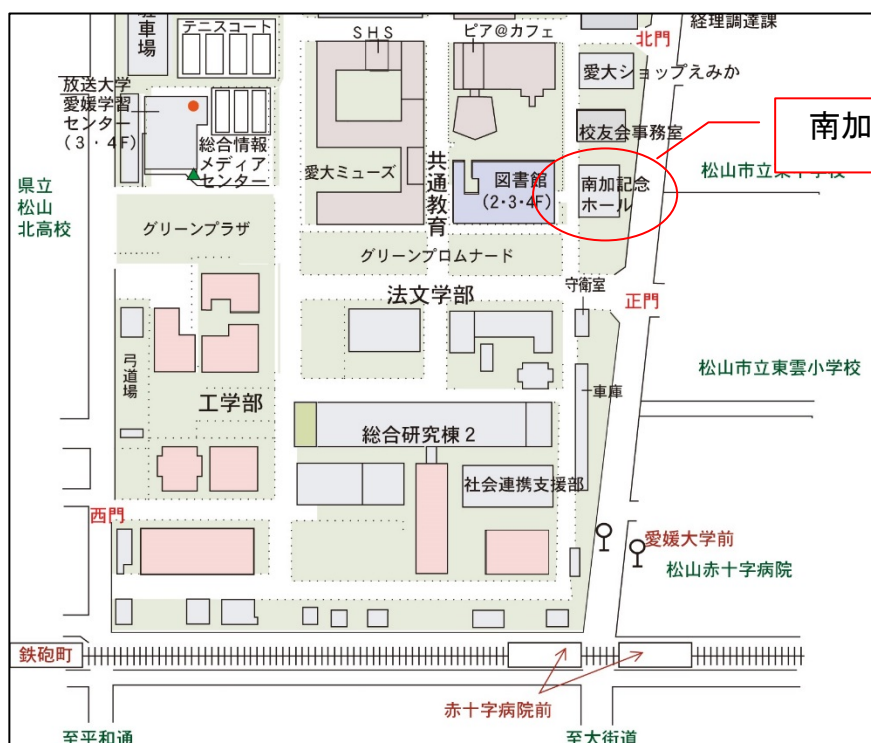 経理調達課
北門
駐車場
テニスコート
SHS
ピア@カフェ
愛大ショップえみか
放送大学
愛媛学習
センター
(3・4F)
総合情報
メディア
センター
愛大ミューズ
共通教育
図書館
(2・3・4F)
校友会事務室
南加記念
ホール
南加
県立
松山
北高校
グリーンプラザ
グリーンプロムナード
法文学部
守衛室
正門
弓道場
工学部
車庫
松山市立東雲小学校
総合研究棟2
社会連携支援部
西門
愛媛大学前
松山赤十字病院
鉄砲町
赤十字病院前
至平和通
至大街道